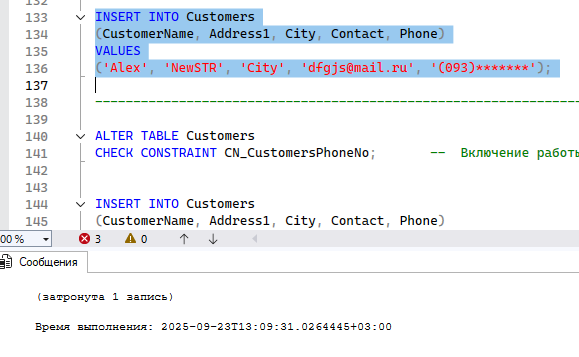 133 INSERT INTO Customers
134 (CustomerName, Address1, City, Contact, Phone)
135 VALUES
136 ('Alex', 'NewSTR', 'City', 'dfgjs@mail.ru', '(093)*******');
137
138 --------------------------------------------------------------
139
140 ALTER TABLE Customers
141 CHECK CONSTRAINT CN_CustomersPhoneNo; -- Включение работы
142
143
144 INSERT INTO Customers
145 (CustomerName, Address1, City, Contact, Phone)
00 % 3 0
Сообщения
(затронута 1 запись)
Время выполнения: 2025-09-23T13:09:31.0264445+03:00